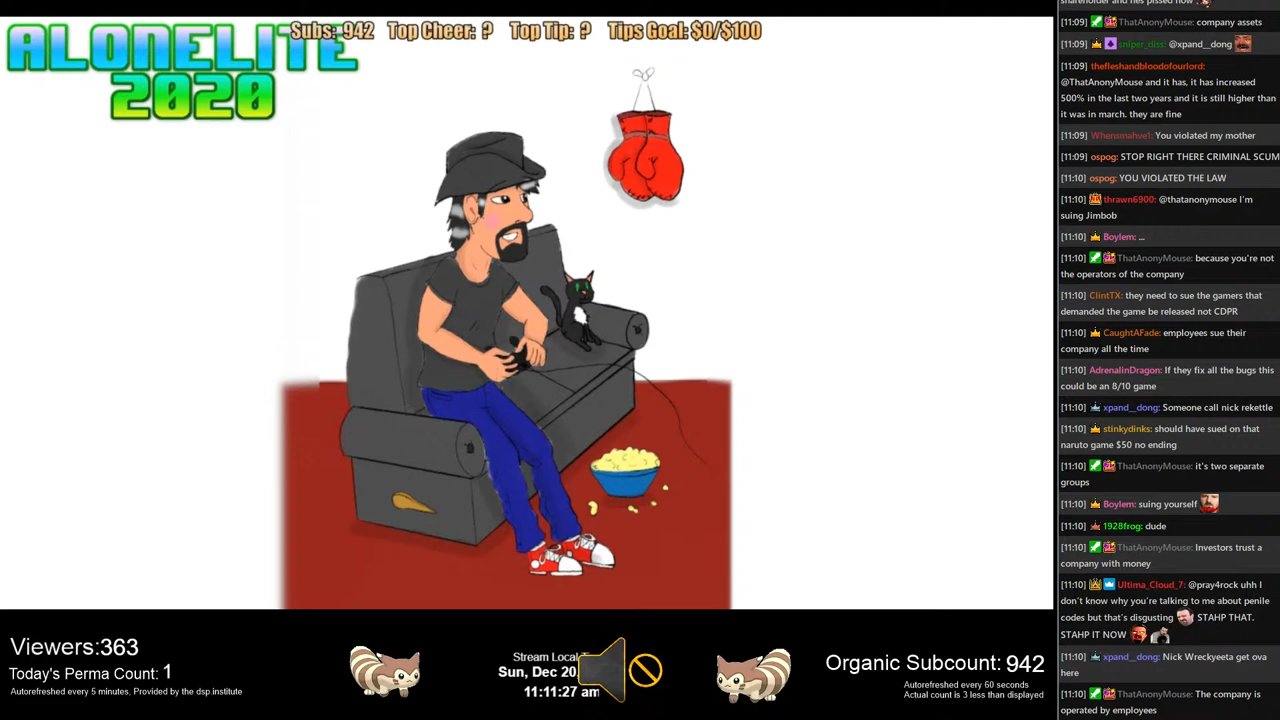 ALONELITE
2020
Subs: 942 Top Cheer: ? Top Tip: ? Tips Goal: $0/$100
[11:09] ThatAnonyMouse: company assets
[11:09] sniper_diss: @xpand__dong
[11:09] thefleshandbloodofourlord:
@ThatAnonyMouse and it has, it has increased
500% in the last two years and it is still higher than
it was in march. they are fine
[11:09] Whensmahve!: You violated my mother
[11:09] ospog: STOP RIGHT THERE CRIMINAL SCUM
[11:10] ospog: YOU VIOLATED THE LAW
[11:10] thrawn6900: @thatanonymouse I'm
suing Jimbob
[11:10] Boylem: ...
[11:10] ThatAnonyMouse: because you're not
the operators of the company
[11:10] ClintTX: they need to sue the gamers that
demanded the game be released not CDPR
[11:10] CaughtAFade: employees sue their
company all the time
[11:10] AdrenalinDragon: If they fix all the bugs this
could be an 8/10 game
[11:10] xpand__dong: Someone call nick rekettle
[11:10] stinkydinks: should have sued on that
naruto game $50 no ending
[11:10] ThatAnonyMouse: it's two separate
groups
[11:10] Boylem: suing yourself
[11:10] 1928frog: dude
[11:10] ThatAnonyMouse: Investors trust a
company with money
[11:10] Ultima_Cloud_7: @pray4rock uhh I
don't know why you're talking to me about penile
codes but that's disgusting STAHP THAT.
STAHP IT NOW
[11:10] xpand__dong: Nick Wreckyeeta get ova
here
[11:10] ThatAnonyMouse: The company is
operated by employees
Viewers:363
Today's Perma Count: 1
Autorefreshed every 5 minutes, Provided by the dsp institute
Stream Local
Sun, Dec 20
11:11:27 am
Organic Subcount: 942
Autorefreshed every 60 seconds
Actual count is 3 less than displayed